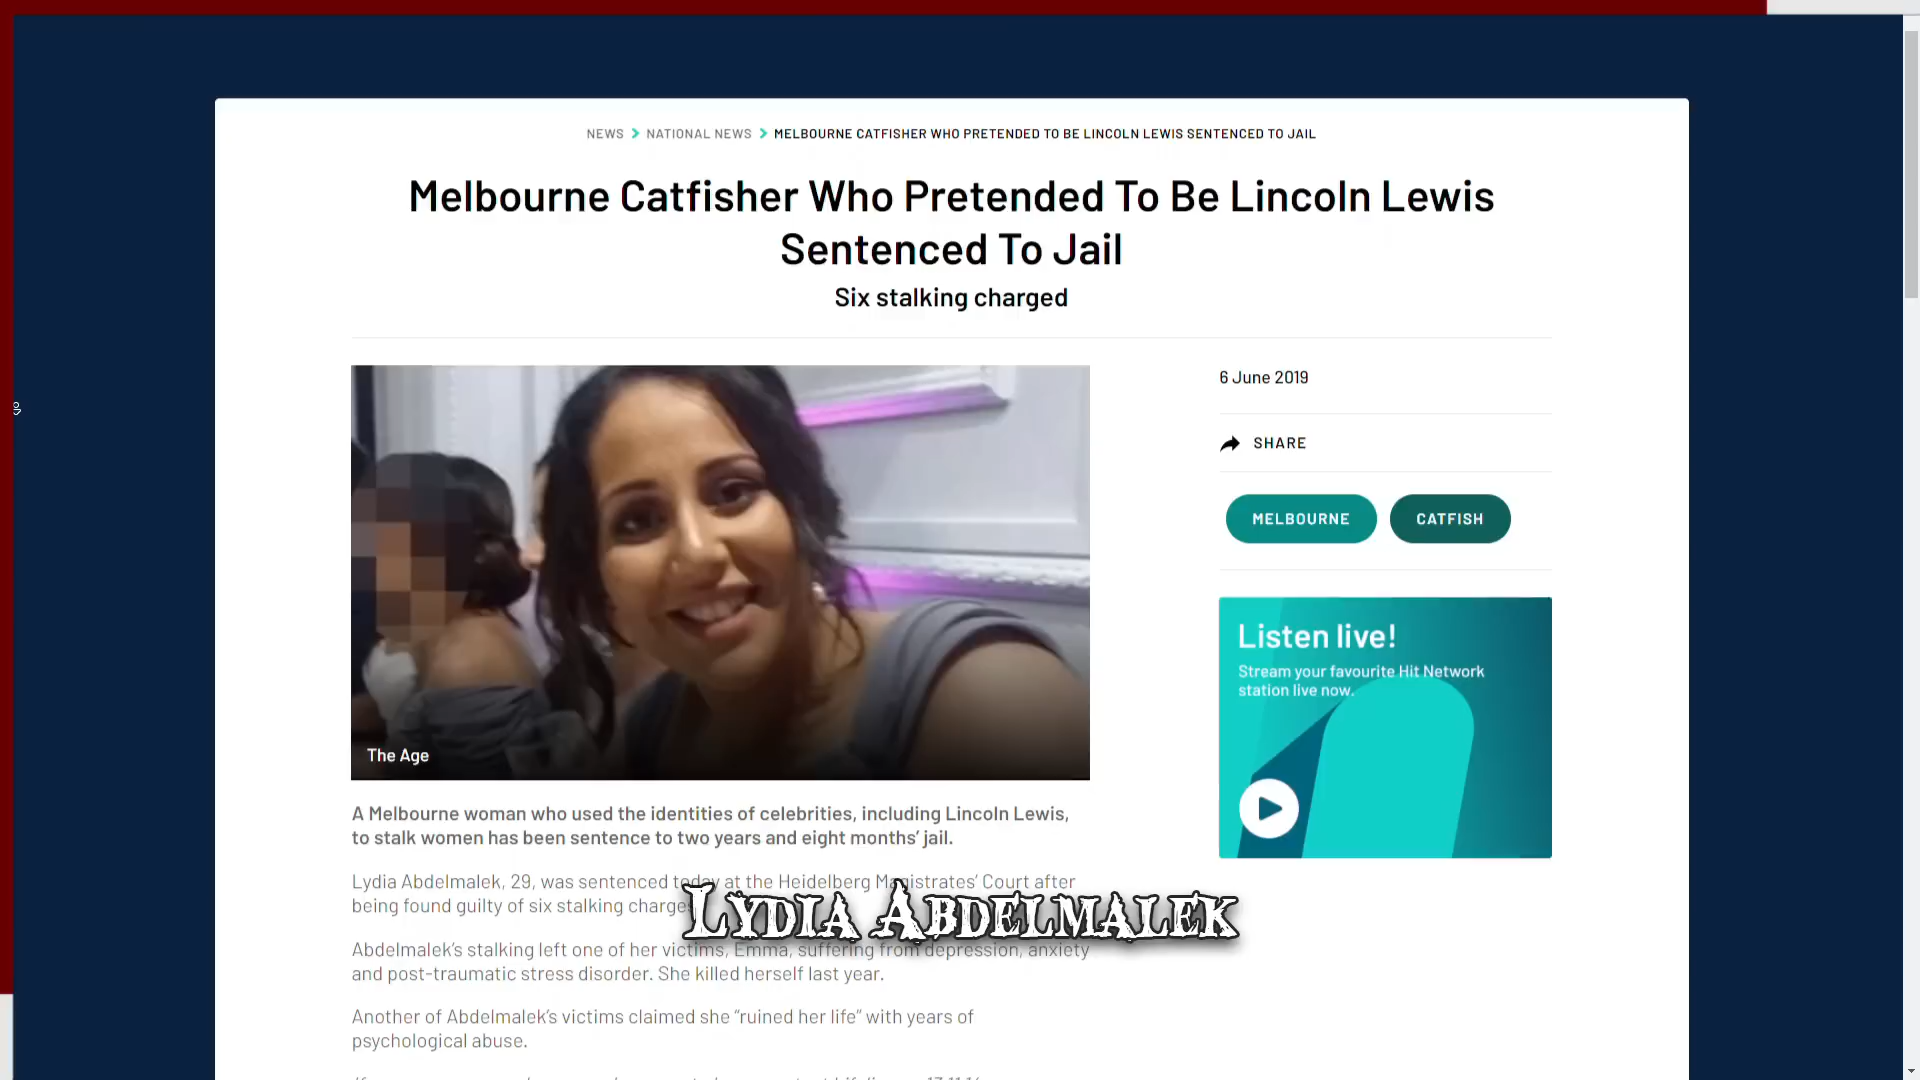 NEWS > NATIONAL NEWS > MELBOURNE CATFISHER WHO PRETENDED TO BE LINCOLN LEWIS SENTENCED TO JAIL
Melbourne Catfisher Who Pretended To Be Lincoln Lewis
Sentenced To Jail
Six stalking charged
The Age
6 June 2019
SHARE
MELBOURNE CATFISH
Listen live!
Stream your favourite Hit Network
station live now.
A Melbourne woman who used the identities of celebrities, including Lincoln Lewis,
to stalk women has been sentence to two years and eight months’ jail.
Lydia Abdelmalek, 29, was sentenced today at the Heidelberg Magistrates’ Court after
being found guilty of six stalking charges
Lydia Abdelmalek
Abdelmalek’s stalking left one of her victims, Emma, suffering from depression, anxiety
and post-traumatic stress disorder. She killed herself last year.
Another of Abdelmalek’s victims claimed she “ruined her life” with years of
psychological abuse.